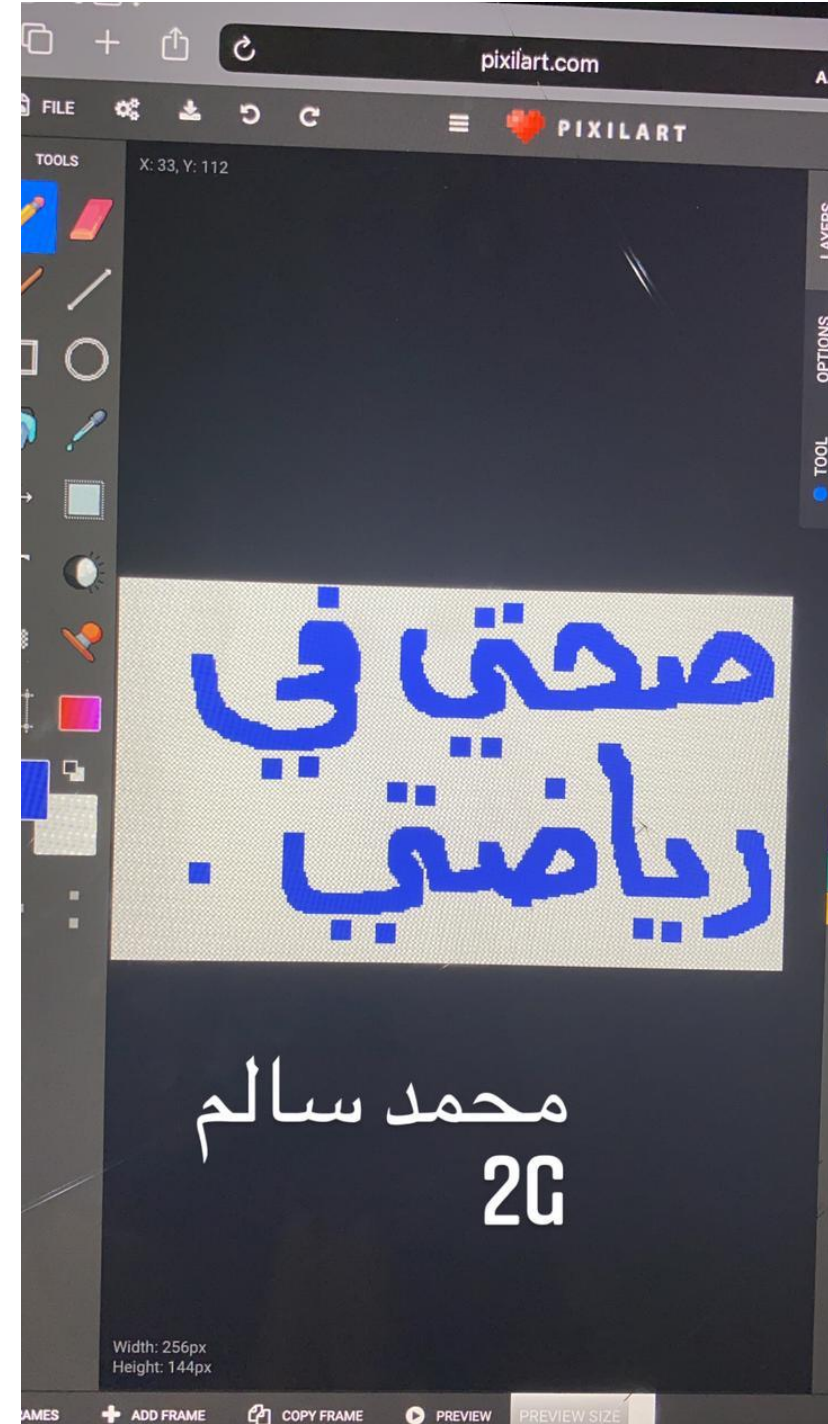 pixilart.com
FILE
PIXILART
TOOLS
X: 33, Y: 112
LAYERS
OPTIONS
TOOL
صحتي في
رياضتي .
محمد سالم
2G
Width: 256px
Height: 144px
ADD FRAME
COPY FRAME
PREVIEW
PREVIEW SIZE